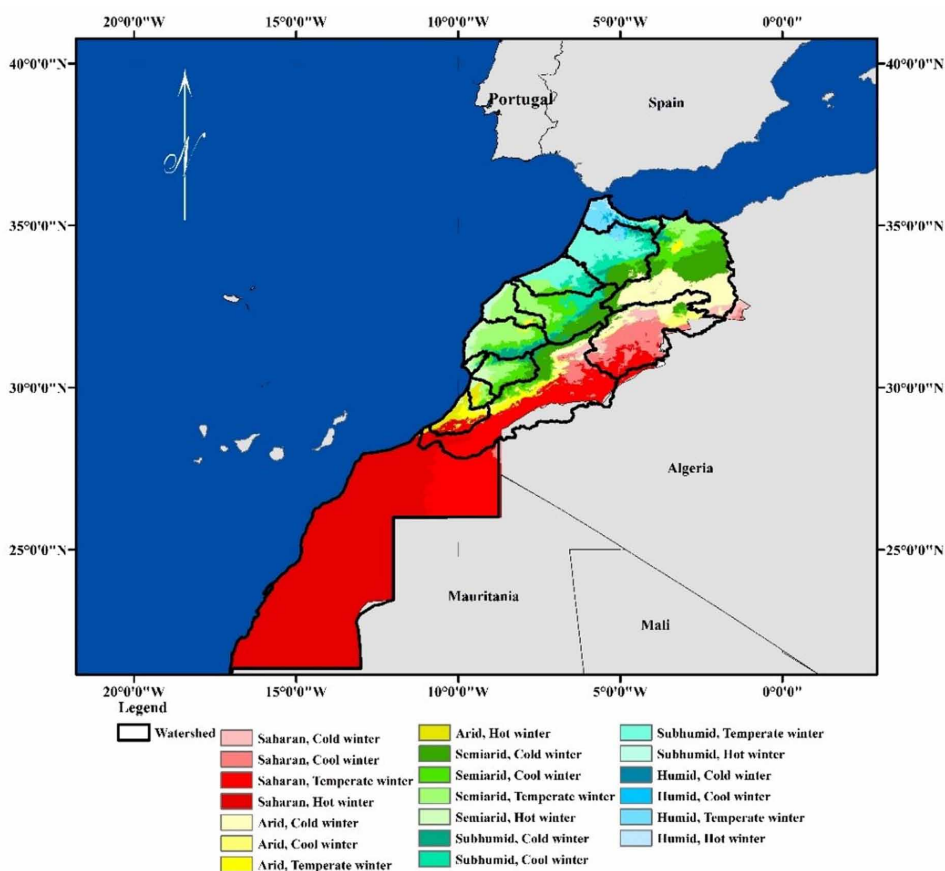 20°0'0"W 15°0'0"W 10°0'0"W 5°0'0"W 0°0'0"
40°0'0"N 40°0'0"N
N
Portugal
Spain
35°0'0"N 35°0'0"N
30°0'0"N 30°0'0"N
Algeria
25°0'0"N 25°0'0"N
Mauritania
Mali
20°0'0"W 15°0'0"W 10°0'0"W 5°0'0"W 0°0'0"
Legend
Watershed
Saharan, Cold winter
Saharan, Cool winter
Saharan, Temperate winter
Saharan, Hot winter
Arid, Cold winter
Arid, Cool winter
Arid, Temperate winter
Arid, Hot winter
Semiarid, Cold winter
Semiarid, Cool winter
Semiarid, Temperate winter
Semiarid, Hot winter
Subhumid, Cold winter
Subhumid, Cool winter
Subhumid, Temperate winter
Subhumid, Hot winter
Humid, Cold winter
Humid, Cool winter
Humid, Temperate winter
Humid, Hot winter